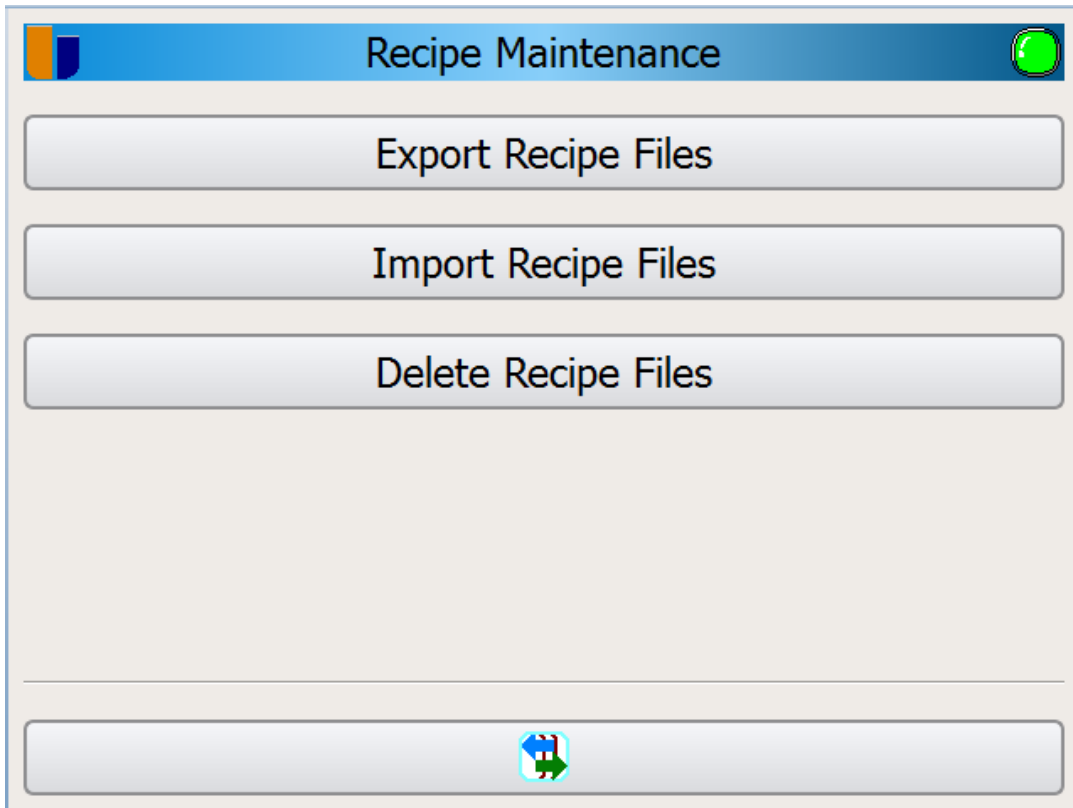 Recipe Maintenance
Export Recipe Files
Import Recipe Files
Delete Recipe Files